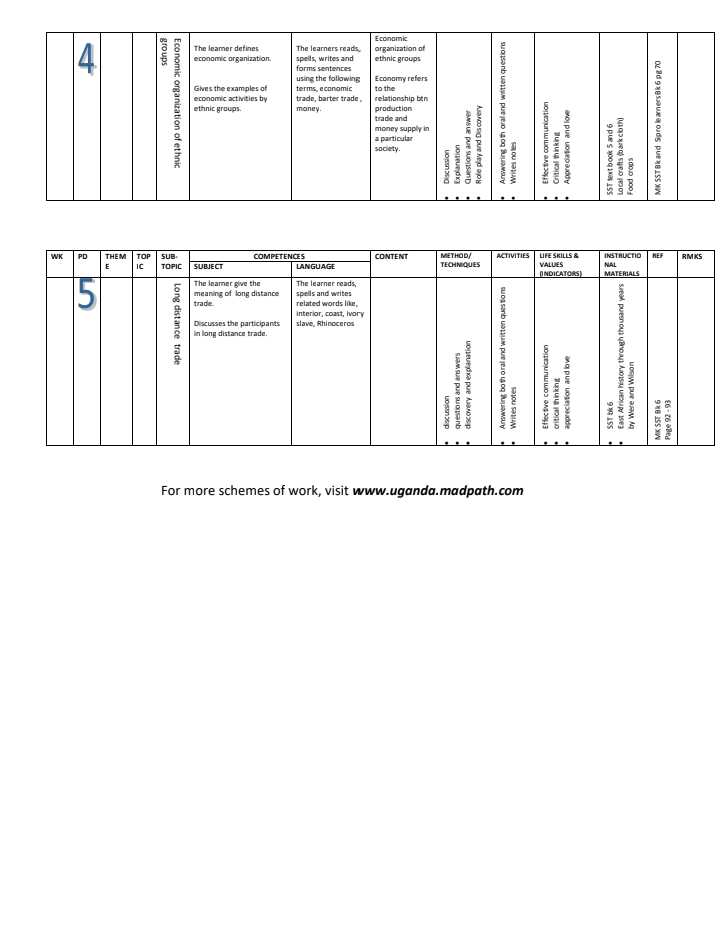 4
Economic organization of ethnic
groups
The learner defines
economic organization.
Gives the examples of
economic activities by
ethnic groups.
The learners reads,,
spells, writes and
forms sentences
using the following
terms, economic
trade, barter trade ,
money.
Economic
organization of
ethnic groups
Economy refers
to the
relationship btn
production
trade and
money supply in
a particular
society.
• Discussion
• Explanation
• Questions and answer
• Role play and Discovery
• Answering both oral and written questions
• Writes notes
• Effective communication
• Critical thinking
• Appreciation and love
• SST text book 5 and 6
• Local crafts (bark cloth)
• Food crops
MK SST Bk and Sipro learners Bk 6 pg 70
WK
PD
THEM
E
TOP
IC
SUB-
TOPIC
COMPETENCES
SUBJECT
LANGUAGE
CONTENT
METHOD/
TECHNIQUES
ACTIVITIES
LIFE SKILLS &
VALUES
(INDICATORS)
INSTRUCTIO
NAL
MATERIALS
REF
RMKS
5
Long distance trade
The learner give the
meaning of long distance
trade.
Discusses the participants
in long distance trade.
The learner reads,
spells and writes
related words like,
interior, coast, ivory
slave, Rhinoceros
• discussion
• questions and answers
• discovery and explanation
• Answering both oral and written questions
• Writes notes
• Effective communication
• critical thinking
• appreciation and love
• SST bk 6
• East African history through thousand years
by Were and Wilson
MK SST Bk 6
Page 92 - 93
For more schemes of work, visit www.uganda.madpath.com